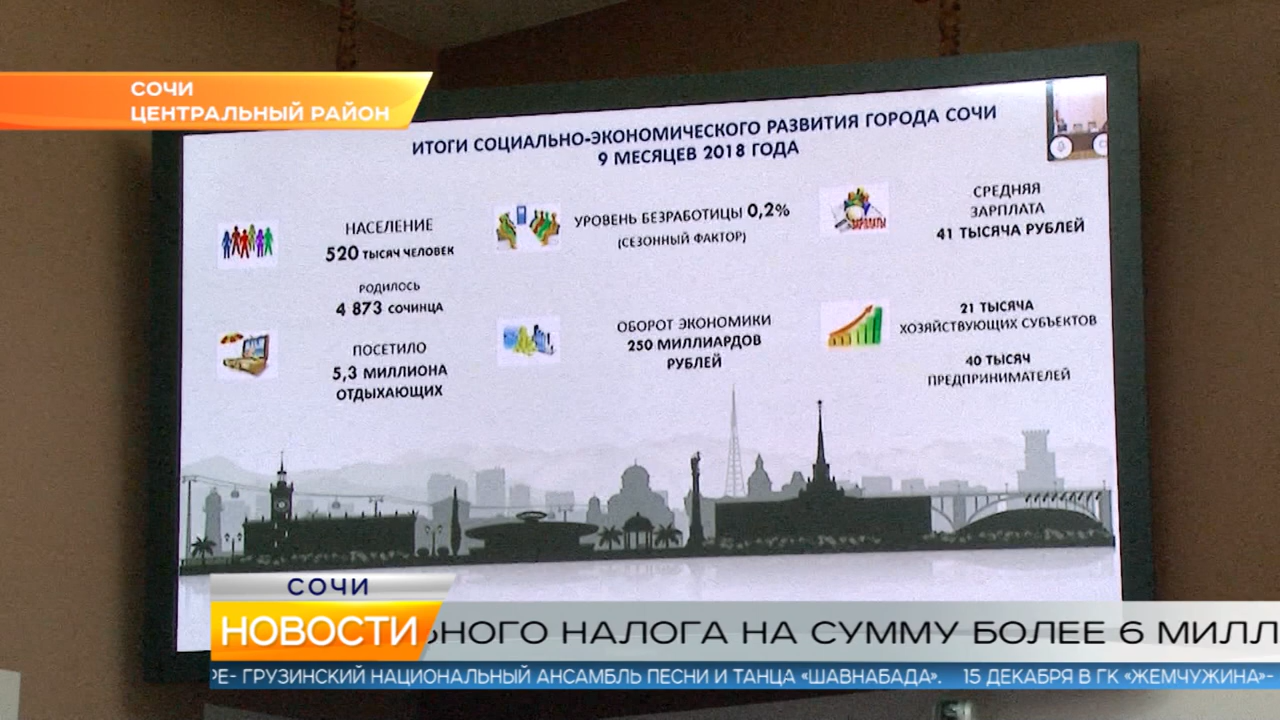 СОЧИ
ЦЕНТРАЛЬНЫЙ РАЙОН
ИТОГИ СОЦИАЛЬНО-ЭКОНОМИЧЕСКОГО РАЗВИТИЯ ГОРОДА СОЧИ
9 МЕСЯЦЕВ 2018 ГОДА
НАСЕЛЕНИЕ
520 ТЫСЯЧ ЧЕЛОВЕК
РОДИЛОСЬ
4 873 СОЧИНЦА
ПОСЕТИЛО
5,3 МИЛЛИОНА
ОТДЫХАЮЩИХ
УРОВЕНЬ БЕЗРАБОТИЦЫ 0,2%
(СЕЗОННЫЙ ФАКТОР)
ОБОРОТ ЭКОНОМИКИ
250 МИЛЛИАРДОВ
РУБЛЕЙ
ЗАРПЛАТЫ
СРЕДНЯЯ
ЗАРПЛАТА
41 ТЫСЯЧА РУБЛЕЙ
21 ТЫСЯЧА
ХОЗЯЙСТВУЮЩИХ СУБЪЕКТОВ
40 ТЫСЯЧ
ПРЕДПРИНИМАТЕЛЕЙ
СОЧИ
НОВОСТИ
ЬНОГО НАЛОГА НА СУММУ БОЛЕЕ 6 МИЛЛ
РЕ- ГРУЗИНСКИЙ НАЦИОНАЛЬНЫЙ АНСАМБЛЬ ПЕСНИ И ТАНЦА «ШАВНАБАДА». 15 ДЕКАБРЯ В ГК «ЖЕМЧУЖИНА»-